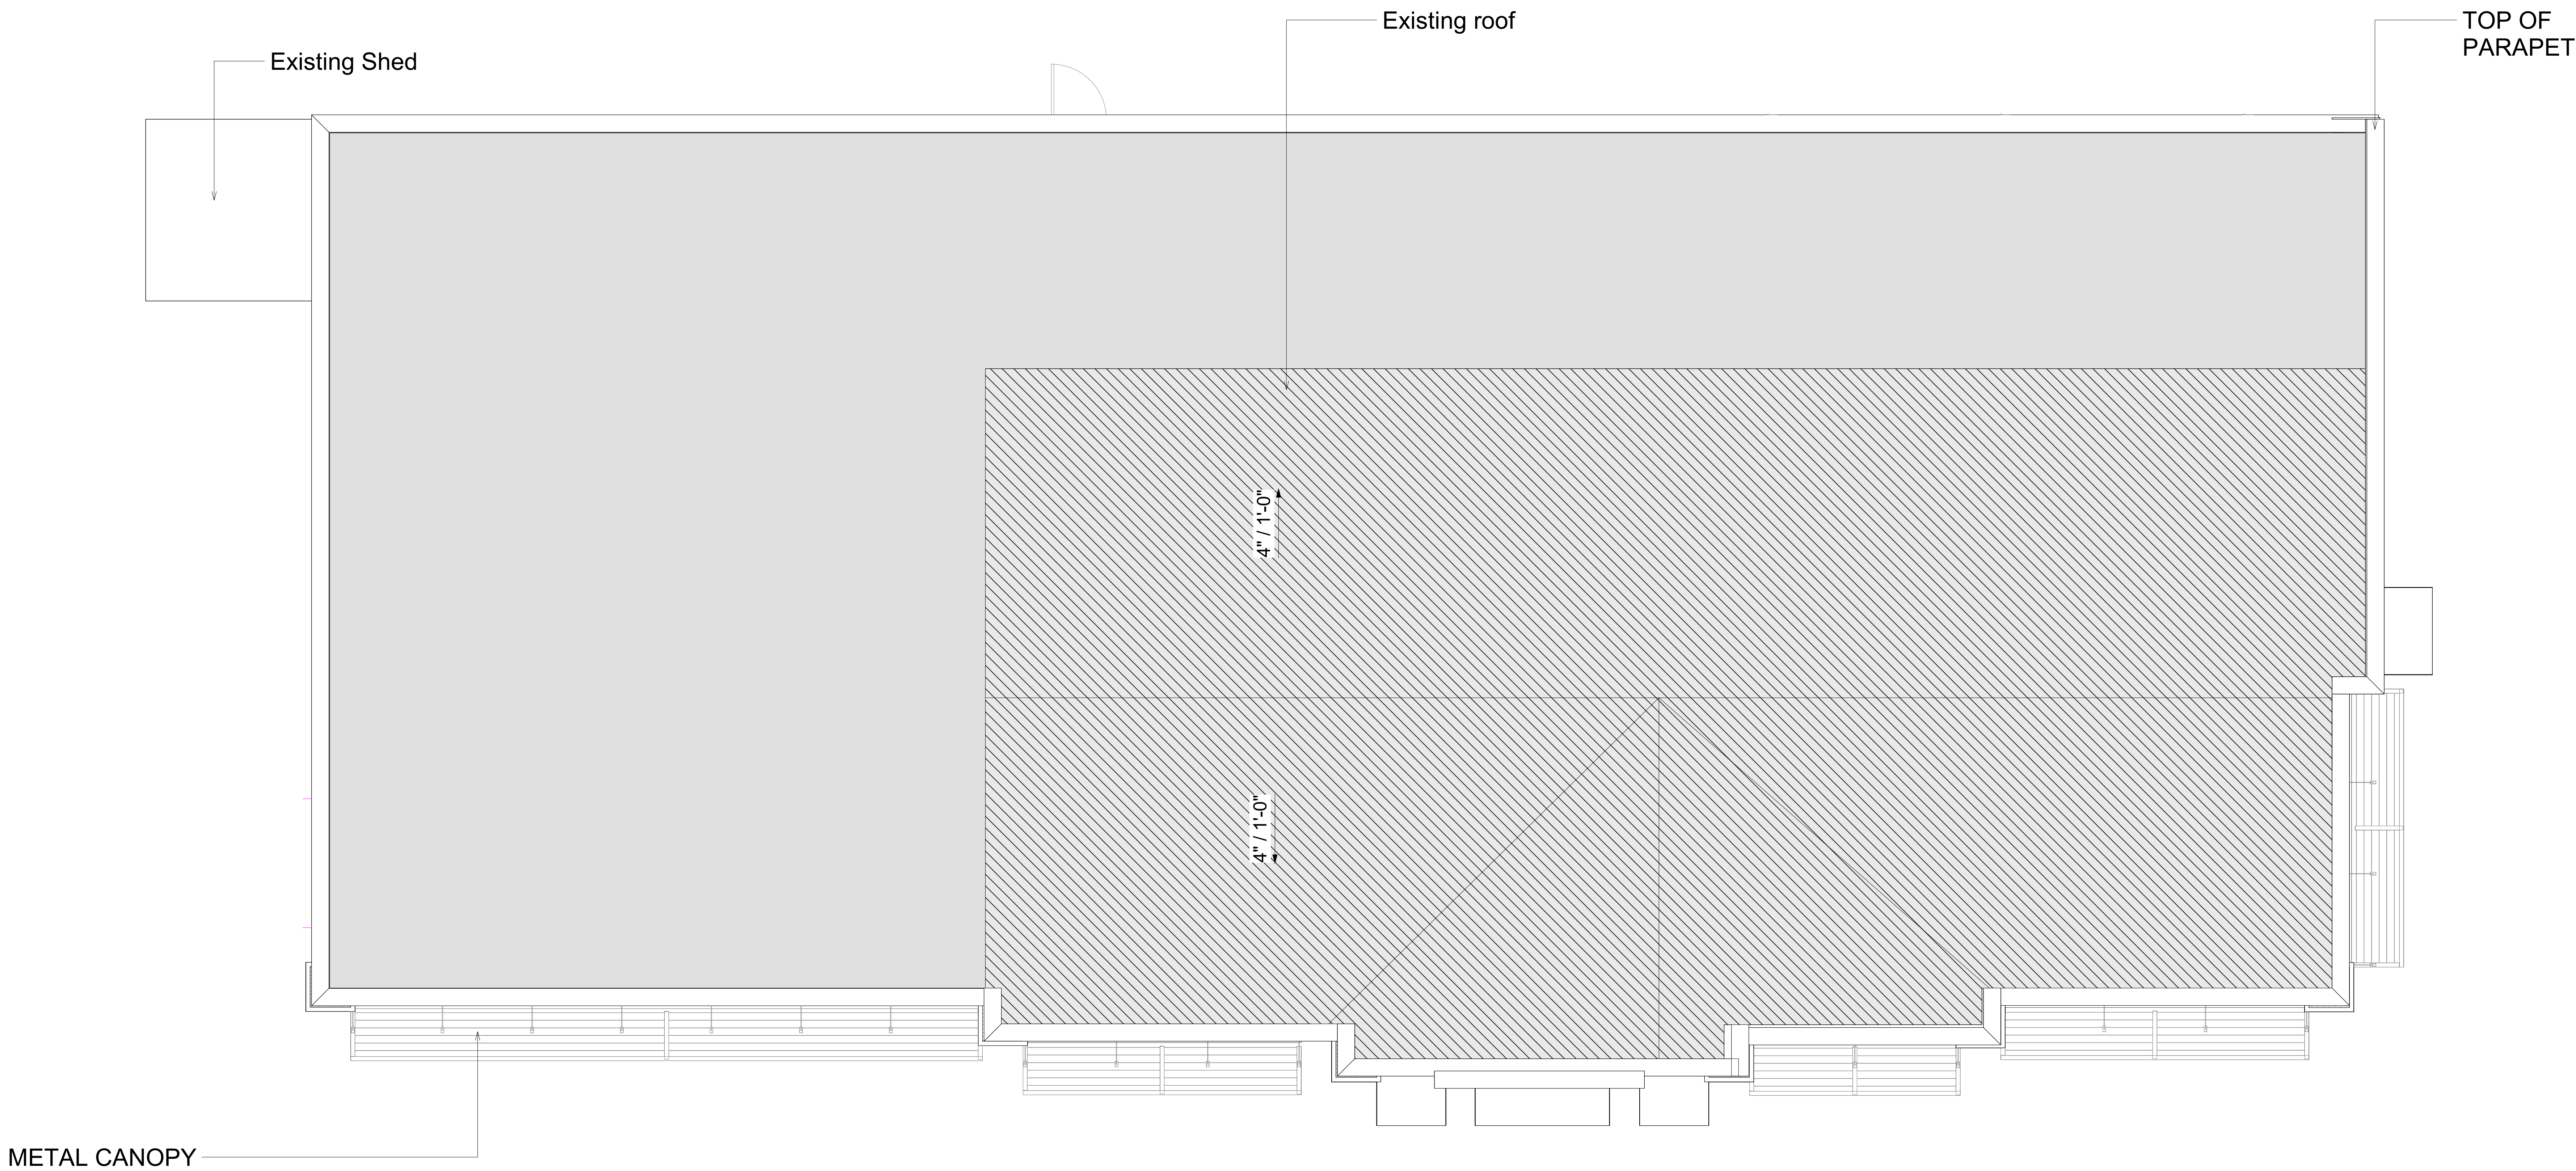 Existing roof
TOP OF
PARAPET
Existing Shed
4" / 1'-0"
4" / 1'-0"
METAL CANOPY